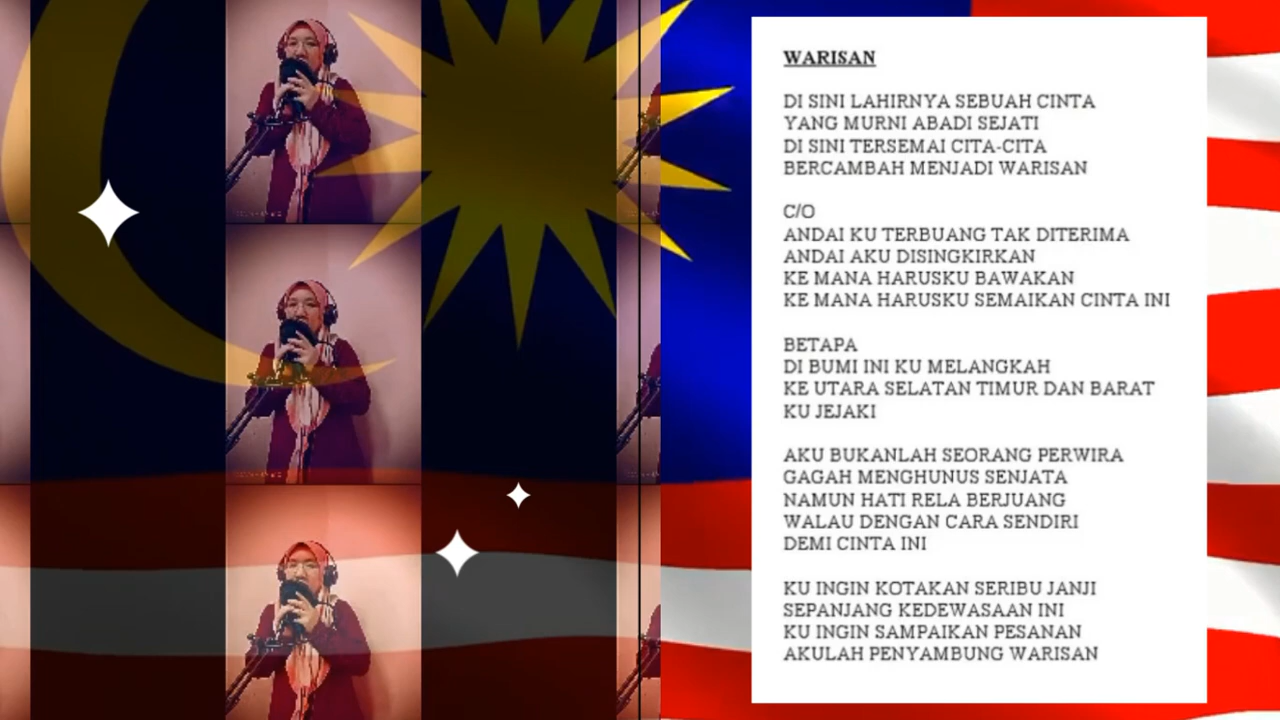 WARISAN
DI SINI LAHIRNYA SEBUAH CINTA
YANG MURNI ABADI SEJATI
DI SINI TERSEMAI CITA-CITA
BERCAMBAH MENJADI WARISAN
C/O
ANDAI KU TERBUANG TAK DITERIMA
ANDAI AKU DISINGKIRKAN
KE MANA HARUSKU BAWAKAN
KE MANA HARUSKU SEMAIKAN CINTA INI
BETAPA
DI BUMI INI KU MELANGKAH
KE UTARA SELATAN TIMUR DAN BARAT
KU JEJAKI
AKU BUKANLAH SEORANG PERWIRA
GAGAH MENGHUNUS SENJATA
NAMUN HATI RELA BERJUANG
WALAU DENGAN CARA SENDIRI
DEMI CINTA INI
KU INGIN KOTAKAN SERIBU JANJI
SEPANJANG KEDEWASAAN INI
KU INGIN SAMPAIKAN PESANAN
AKULAH PENYAMBUNG WARISAN